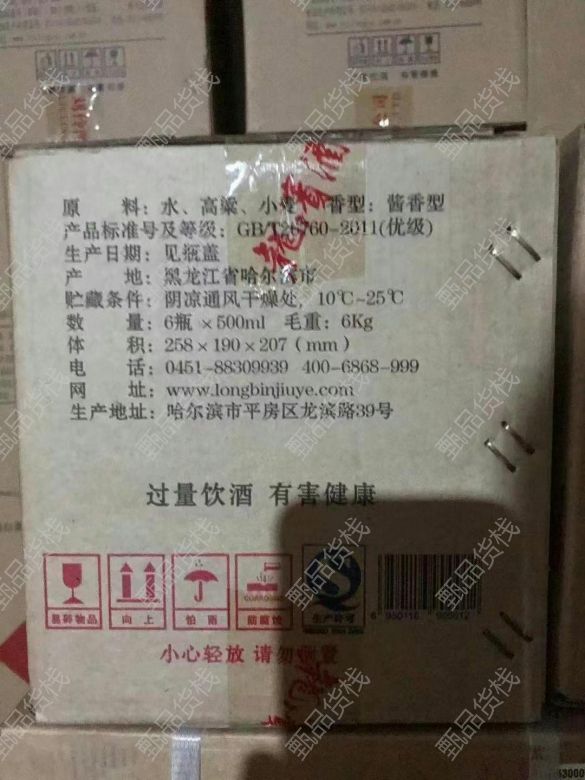 原　　料：水、高粱、小麦　香型：酱香型
产品标准号及等级：GB/T26760-2011(优级)
生产日期：见瓶盖
产　　地：黑龙江省哈尔滨市
贮藏条件：阴凉通风干燥处，10℃~25℃
数　　量：6瓶×500ml　毛重：6Kg
体　　积：258×190×207（mm）
电　　话：0451-88309939　400-6868-999
网　　址：www.longbinjiuye.com
生产地址：哈尔滨市平房区龙滨路39号
过量饮酒 有害健康
易碎物品 向上 怕雨 防腐蚀 生产许可
小心轻放 请勿倒置
甄品货栈